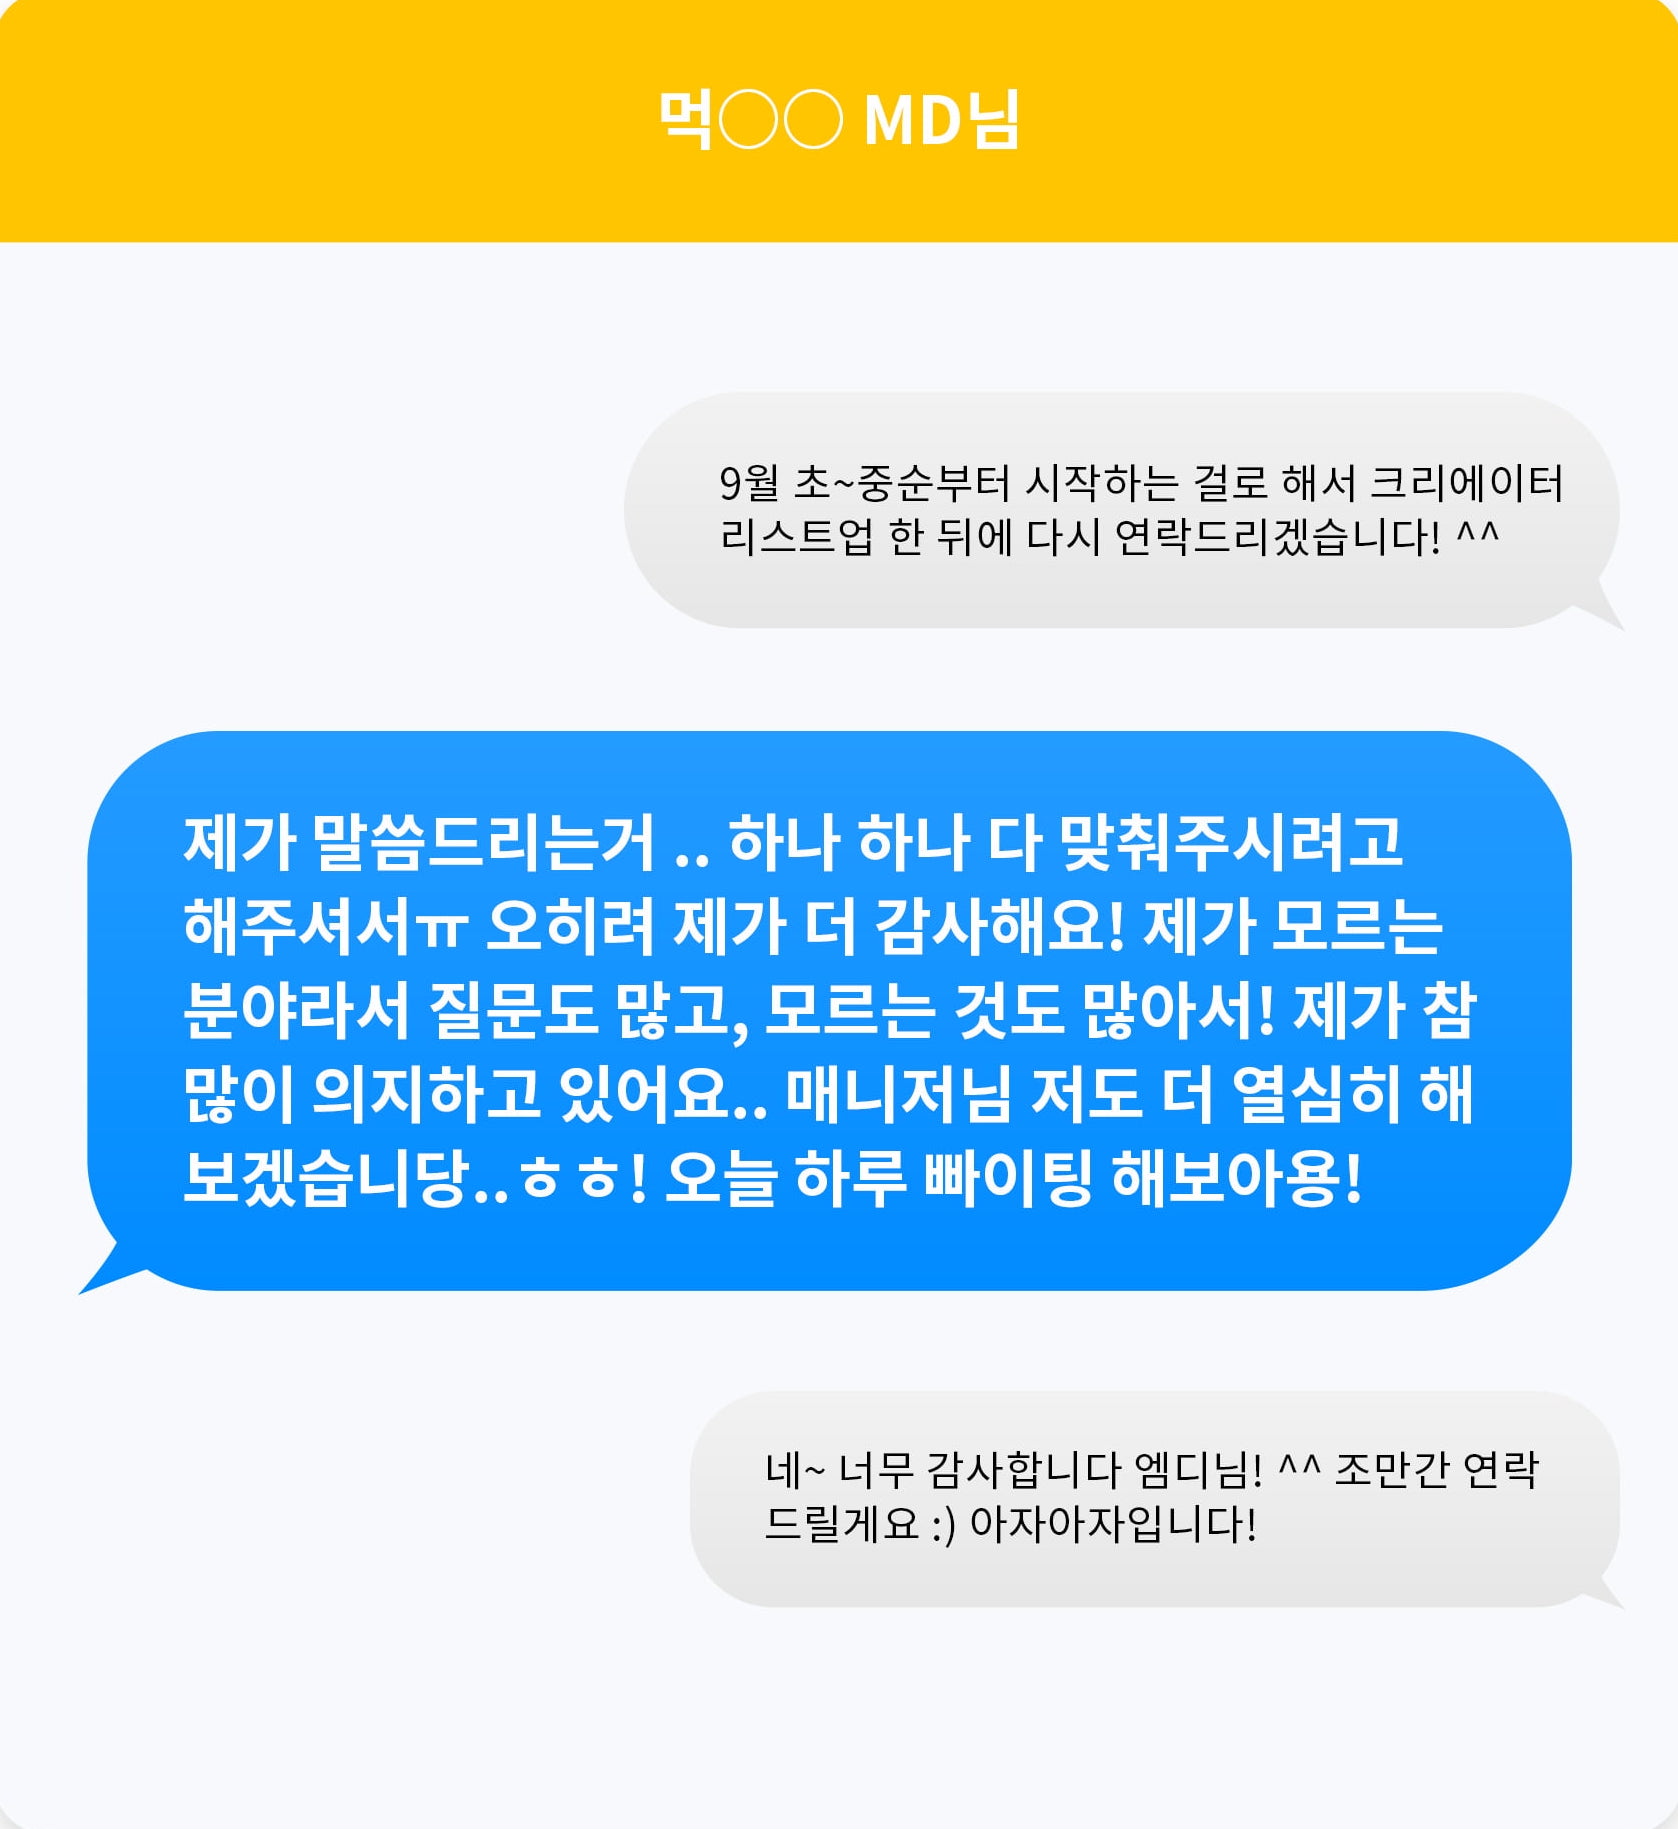 먹○○ MD님
9월 초~중순부터 시작하는 걸로 해서 크리에이터
리스트업 한 뒤에 다시 연락드리겠습니다! ^^
제가 말씀드리는거 .. 하나 하나 다 맞춰주시려고
해주셔서ㅠ 오히려 제가 더 감사해요! 제가 모르는
분야라서 질문도 많고, 모르는 것도 많아서! 제가 참
많이 의지하고 있어요.. 매니저님 저도 더 열심히 해
보겠습니당..ㅎㅎ! 오늘 하루 빠이팅 해보아용!
네~ 너무 감사합니다 엠디님! ^^ 조만간 연락
드릴게요 :) 아자아자입니다!